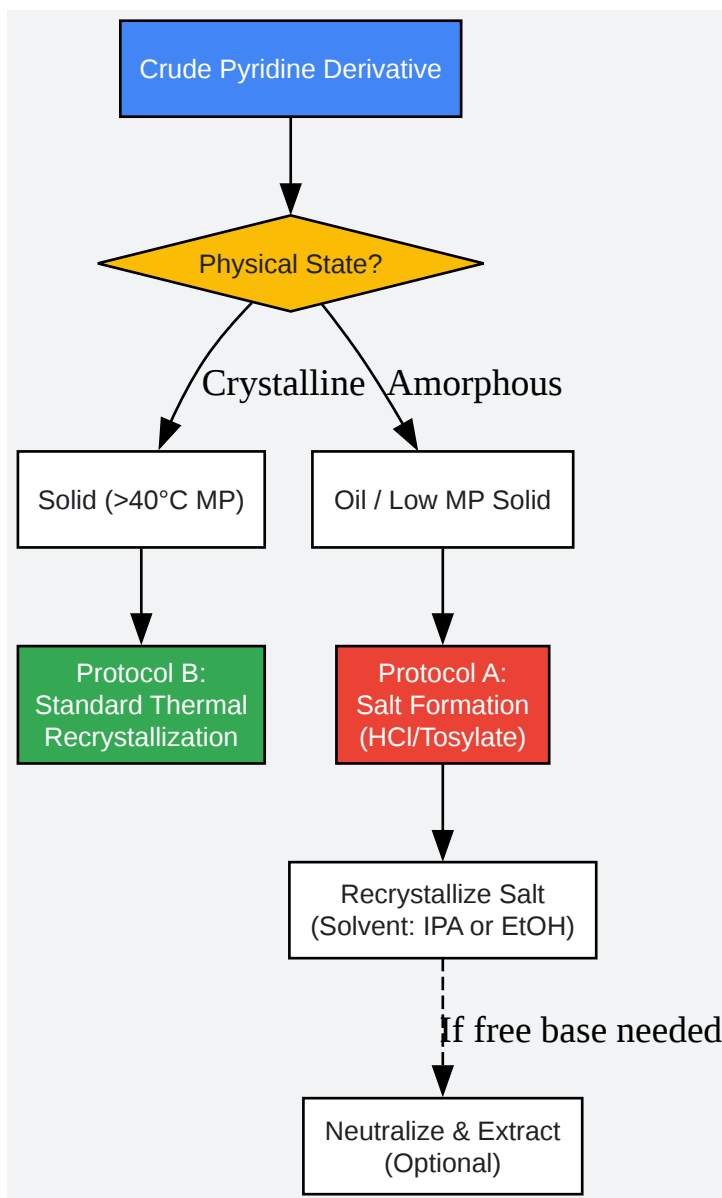 Crude Pyridine Derivative
Physical State?
Crystalline
Amorphous
Solid (>40°C MP)
Oil / Low MP Solid
Protocol B:
Standard Thermal
Recrystallization
Protocol A:
Salt Formation
(HCl/Tosylate)
Recrystallize Salt
(Solvent: IPA or EtOH)
If free base needed
Neutralize & Extract
(Optional)